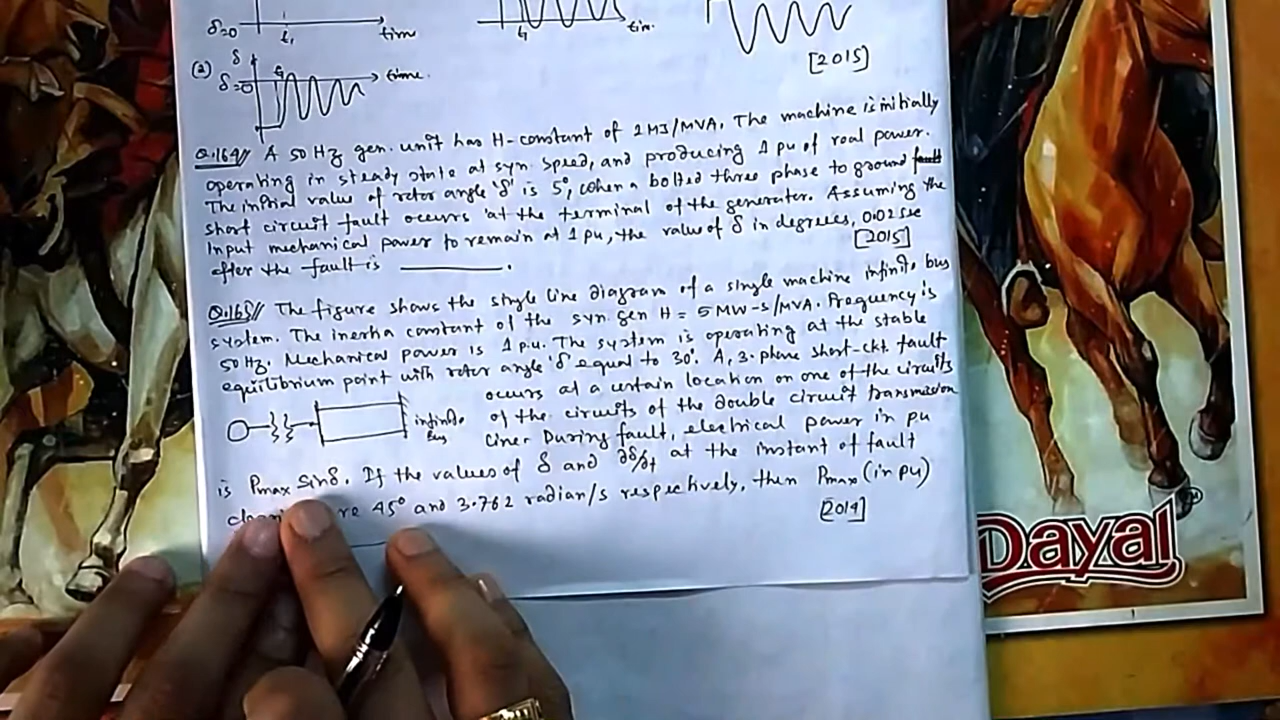 δ=0
t₁
time
t₁
tim.
[2015]
(2)
δ
δ=0
time.
Q.164// A 50 Hz gen. unit has H-constant of 2MJ/MVA. The machine is initially
operating in steady state at syn. speed, and producing 1 pu of real power.
The initial value of rotor angle 'δ' is 5°, when a bolted three phase to ground fault
short circuit fault occurs at the terminal of the generator. Assuming the
Input mechanical power to remain at 1 pu, the value of δ in degrees, 0.02 sec
after the fault is ________. [2015]
Q.165// The figure shows the single line diagram of a single machine infinite bus
system. The inertia constant of the syn. gen H = 5 MW-s/MVA. Frequency is
50 Hz. Mechanical power is 1 pu. The system is operating at the stable
equilibrium point with rotor angle 'δ' equal to 30°. A, 3-phase short-ckt. fault
occurs at a certain location on one of the circuits
of the circuits of the double circuit transmission
Line. During fault, electrical power in pu
infinite
Bus
is Pmax sinδ. If the values of δ and ∂δ/∂t at the instant of fault
45° and 3.762 radian/s respectively, then Pmax (in pu)
[2014]
Dayal